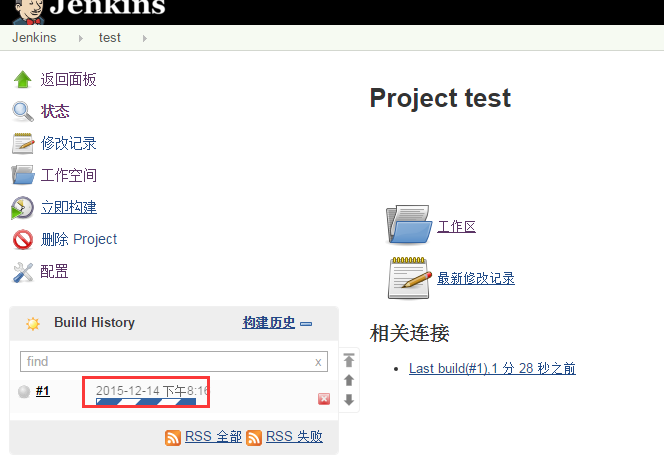 Jenkins
Jenkins test
返回面板
状态
修改记录
工作空间
立即构建
删除 Project
配置
Build History 构建历史
find x
#1 2015-12-14 下午8:16
RSS 全部 RSS 失败
Project test
工作区
最新修改记录
相关连接
Last build(#1),1 分 28 秒之前